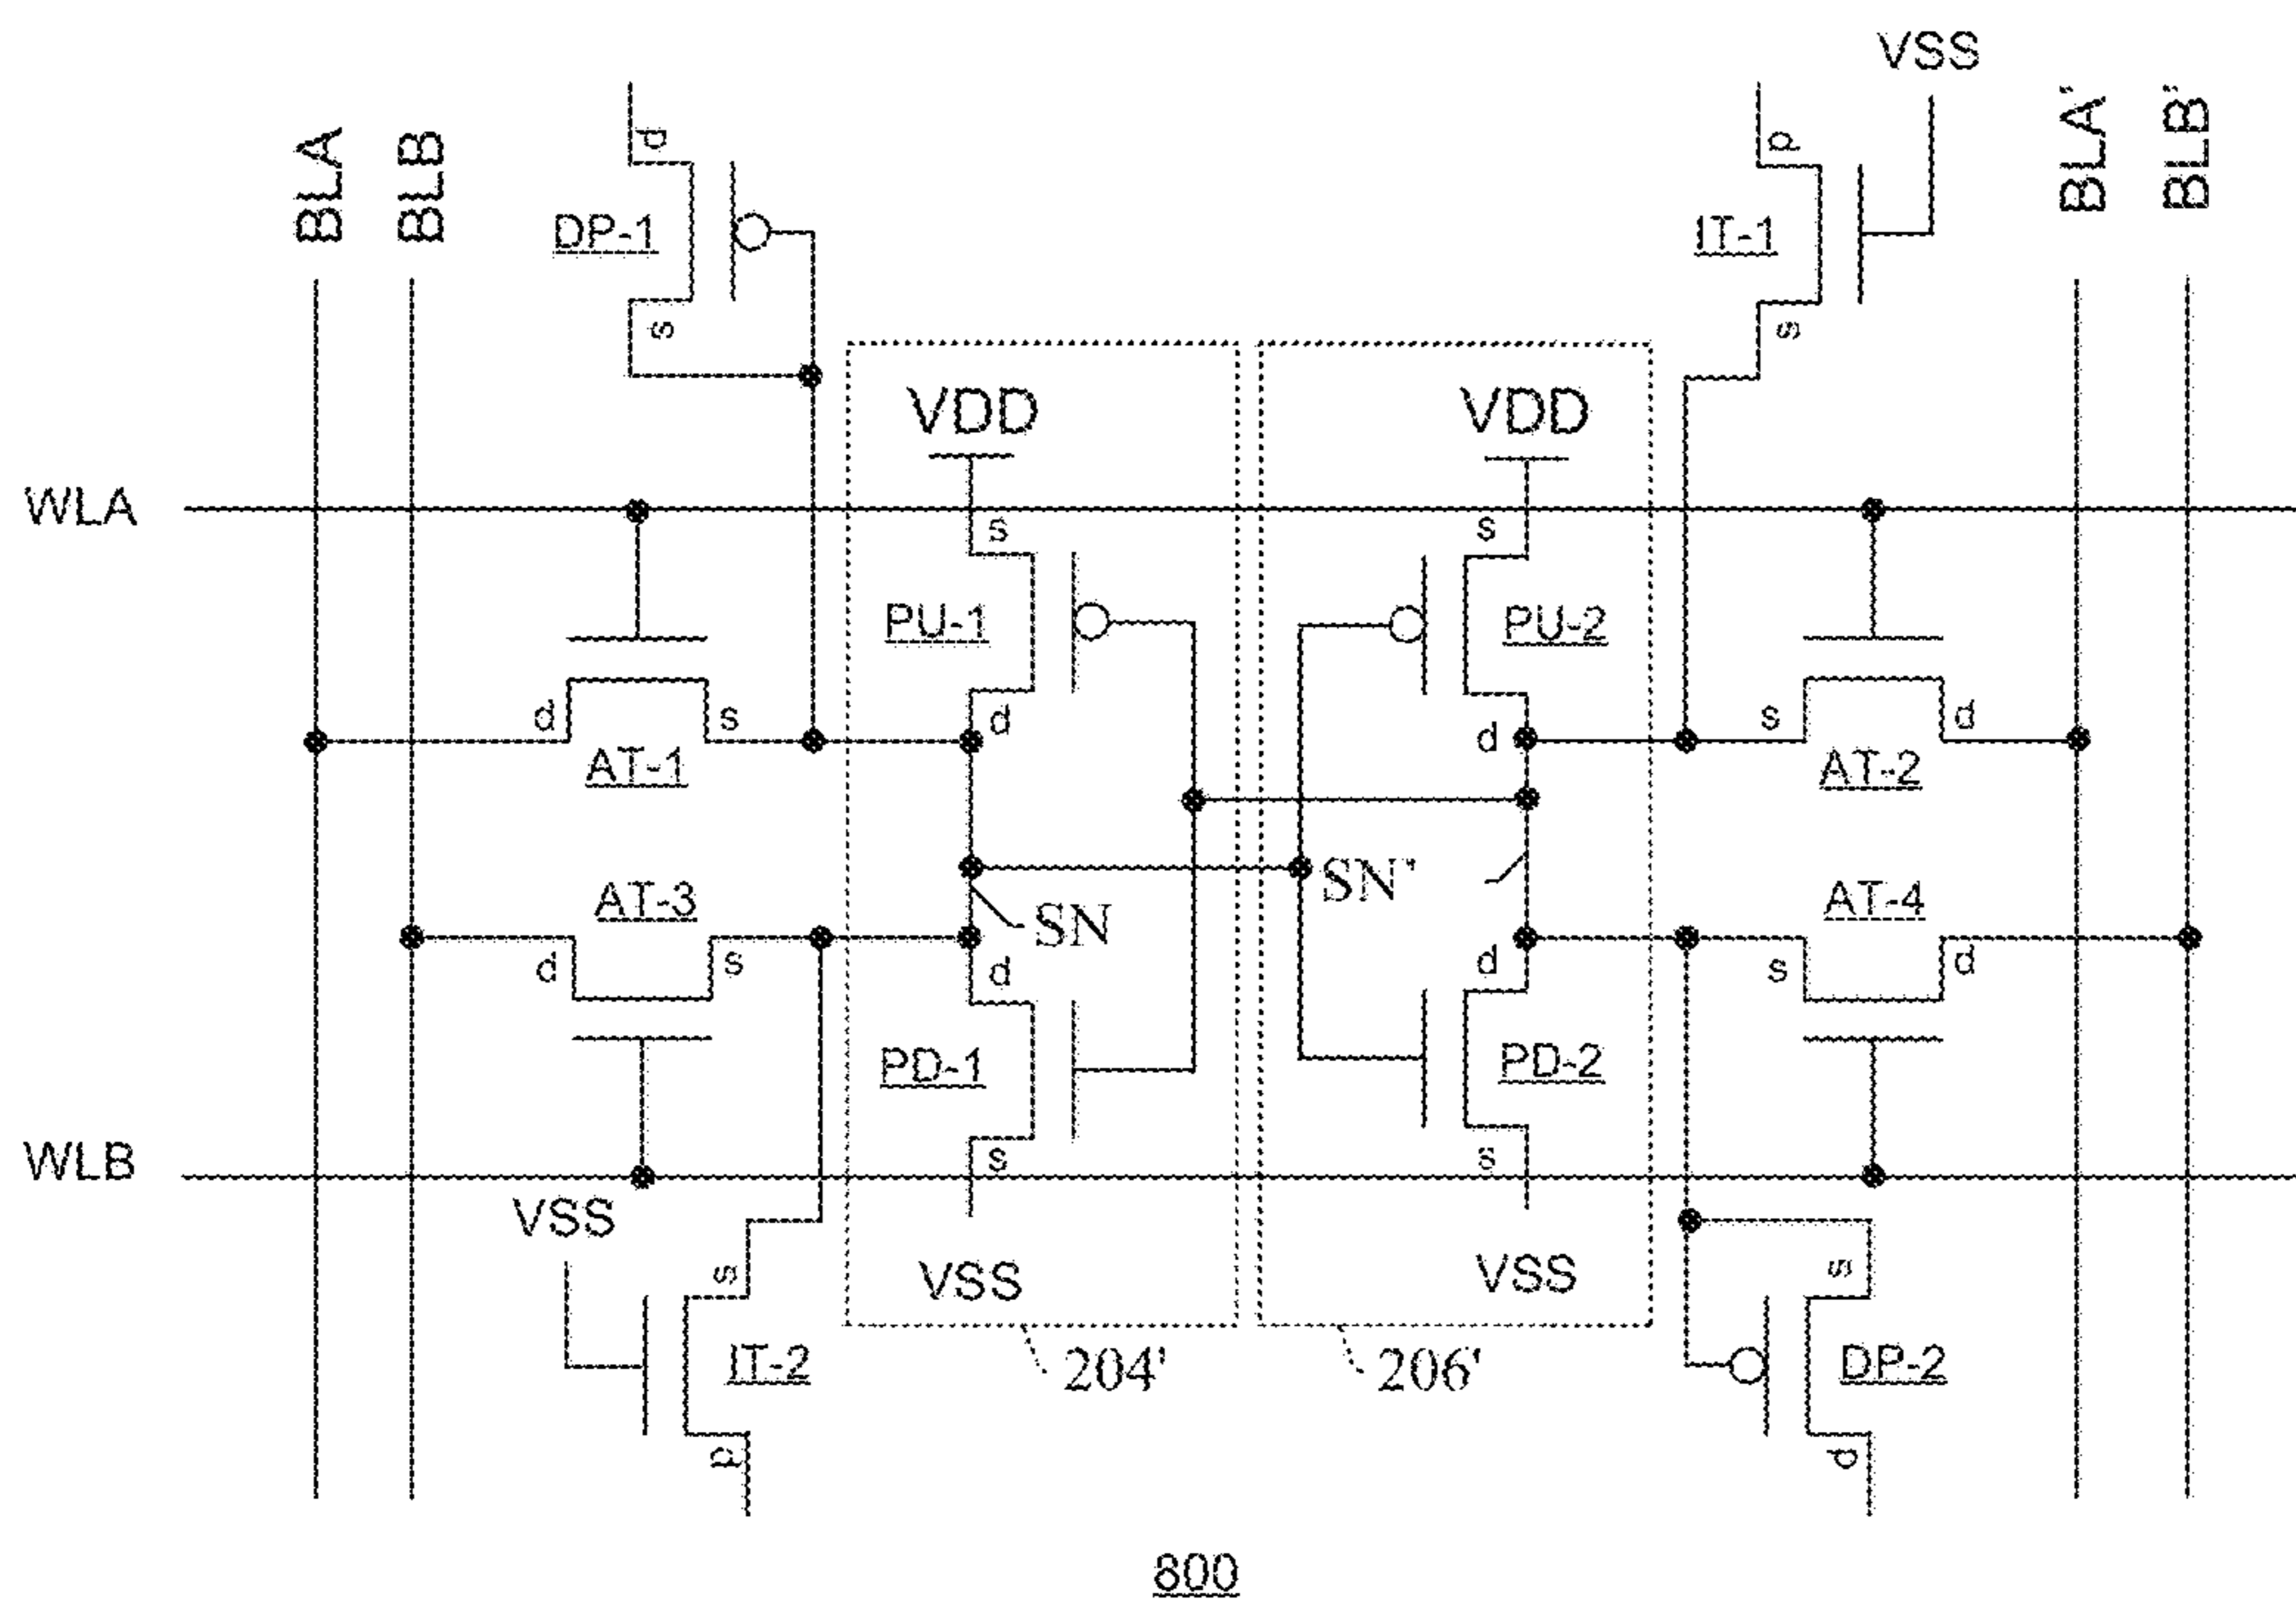 VSS
BLA
BLB
BLA'
BLB'
d
d
DP-1
IT-1
s
s
VDD
VDD
WLA
s
s
PU-1
PU-2
d
s
d
d
s
d
AT-1
AT-2
SN'
AT-3
SN
AT-4
d
s
d
d
s
d
PD-1
PD-2
WLB
s
s
VSS
VSS
VSS
s
s
IT-2
204'
206'
DP-2
d
d
800